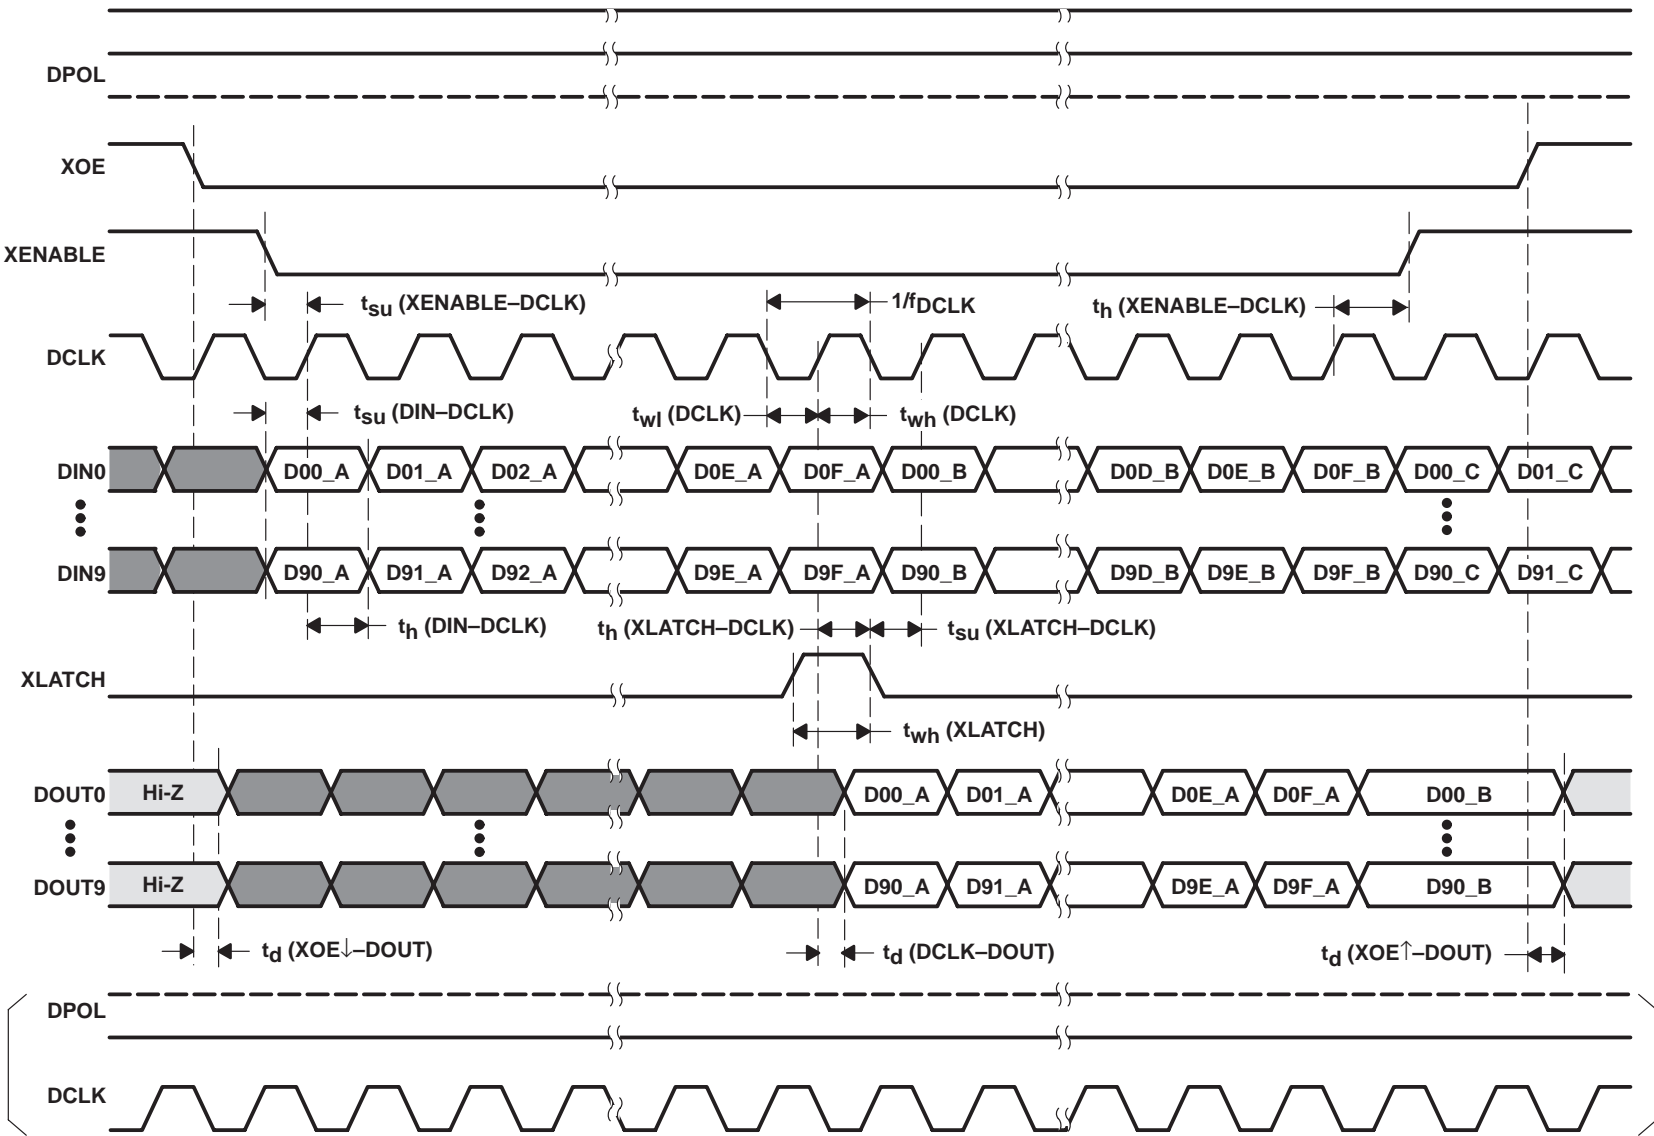 DPOL
XOE
XENABLE
tsu (XENABLE–DCLK)
1/fDCLK
th (XENABLE–DCLK)
DCLK
tsu (DIN–DCLK)
twl (DCLK)
twh (DCLK)
DIN0 D00_A D01_A D02_A D0E_A D0F_A D00_B D0D_B D0E_B D0F_B D00_C D01_C
DIN9 D90_A D91_A D92_A D9E_A D9F_A D90_B D9D_B D9E_B D9F_B D90_C D91_C
th (DIN–DCLK)
th (XLATCH–DCLK)
tsu (XLATCH–DCLK)
XLATCH
twh (XLATCH)
DOUT0 Hi-Z D00_A D01_A D0E_A D0F_A D00_B
DOUT9 Hi-Z D90_A D91_A D9E_A D9F_A D90_B
td (XOE↓–DOUT)
td (DCLK–DOUT)
td (XOE↑–DOUT)
DPOL
DCLK